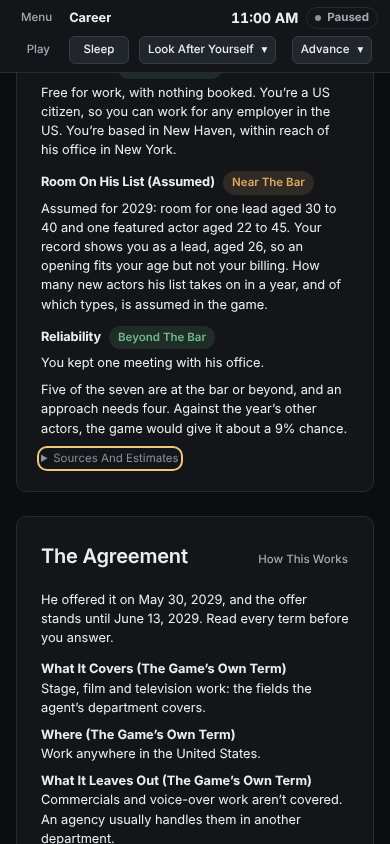 Menu Career 11:00 AM Paused
Play Sleep Look After Yourself ▾ Advance ▾
Free for work, with nothing booked. You’re a US
citizen, so you can work for any employer in the
US. You’re based in New Haven, within reach of
his office in New York.
Room On His List (Assumed) Near The Bar
Assumed for 2029: room for one lead aged 30 to
40 and one featured actor aged 22 to 45. Your
record shows you as a lead, aged 26, so an
opening fits your age but not your billing. How
many new actors his list takes on in a year, and of
which types, is assumed in the game.
Reliability Beyond The Bar
You kept one meeting with his office.
Five of the seven are at the bar or beyond, and an
approach needs four. Against the year’s other
actors, the game would give it about a 9% chance.
▶ Sources And Estimates
The Agreement How This Works
He offered it on May 30, 2029, and the offer
stands until June 13, 2029. Read every term before
you answer.
What It Covers (The Game’s Own Term)
Stage, film and television work: the fields the
agent’s department covers.
Where (The Game’s Own Term)
Work anywhere in the United States.
What It Leaves Out (The Game’s Own Term)
Commercials and voice-over work aren’t covered.
An agency usually handles them in another
department.